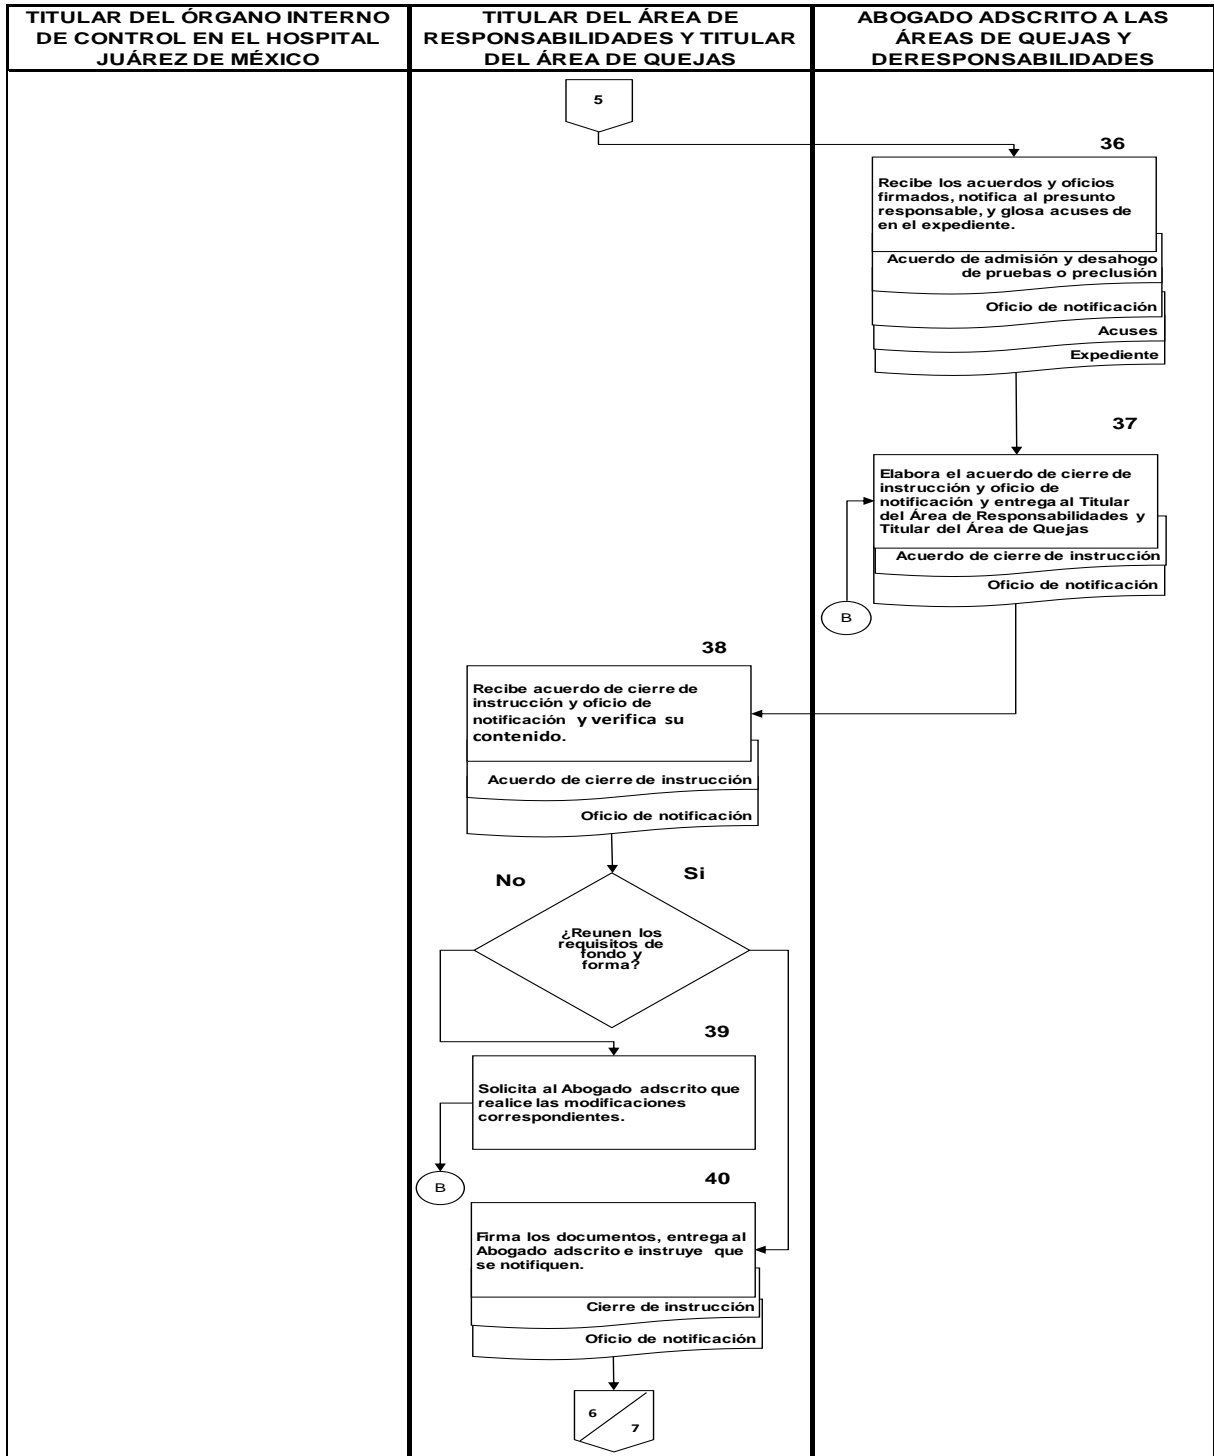 TITULAR DEL ÓRGANO INTERNO
DE CONTROL EN EL HOSPITAL
JUÁREZ DE MÉXICO
TITULAR DEL ÁREA DE
RESPONSABILIDADES Y TITULAR
DEL ÁREA DE QUEJAS
ABOGADO ADSCRITO A LAS
ÁREAS DE QUEJAS Y
DERESPONSABILIDADES
5
36
Recibe los acuerdos y oficios
firmados, notifica al presunto
responsable, y glosa acuses de
en el expediente.
Acuerdo de admisión y desahogo
de pruebas o preclusión
Oficio de notificación
Acuses
Expediente
37
Elabora el acuerdo de cierre de
instrucción y oficio de
notificación y entrega al Titular
del Área de Responsabilidades y
Titular del Área de Quejas
Acuerdo de cierre de instrucción
Oficio de notificación
B
38
Recibe acuerdo de cierre de
instrucción y oficio de
notificación y verifica su
contenido.
Acuerdo de cierre de instrucción
Oficio de notificación
No
Si
¿Reunen los
requisitos de
fondo y
forma?
39
Solicita al Abogado adscrito que
realice las modificaciones
correspondientes.
B
40
Firma los documentos, entrega al
Abogado adscrito e instruye que
se notifiquen.
Cierre de instrucción
Oficio de notificación
6
7